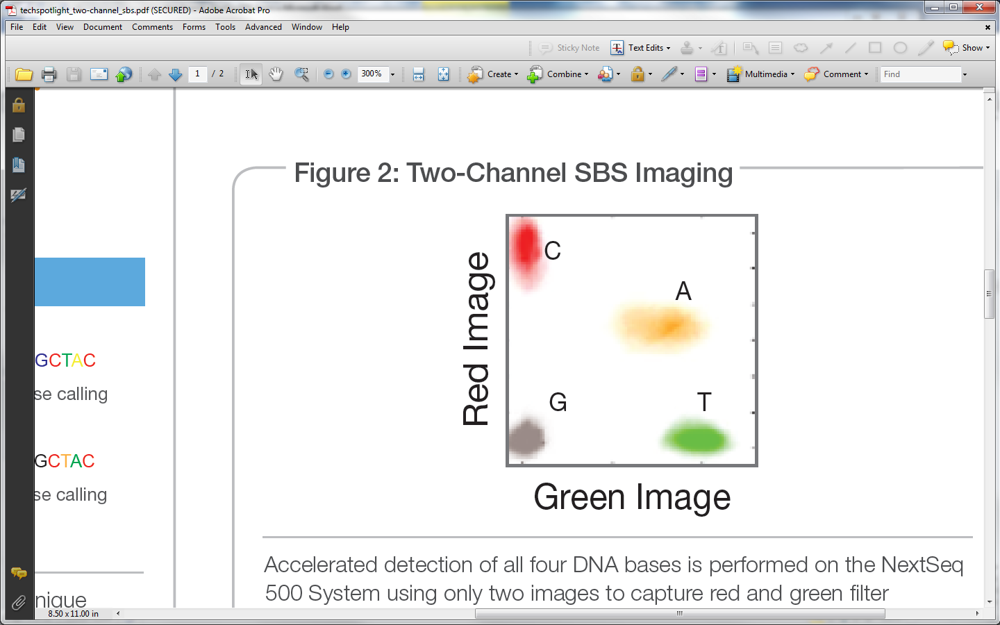 techspotlight_two-channel_sbs.pdf (SECURED) - Adobe Acrobat Pro
File Edit View Document Comments Forms Tools Advanced Window Help
Sticky Note Text Edits Show
1 / 2 300% Create Combine Multimedia Comment Find
Figure 2: Two-Channel SBS Imaging
C
A
Red Image
G T
Green Image
GCTAC
se calling
GCTAC
se calling
nique
Accelerated detection of all four DNA bases is performed on the NextSeq
500 System using only two images to capture red and green filter
8.50 x 11.00 in